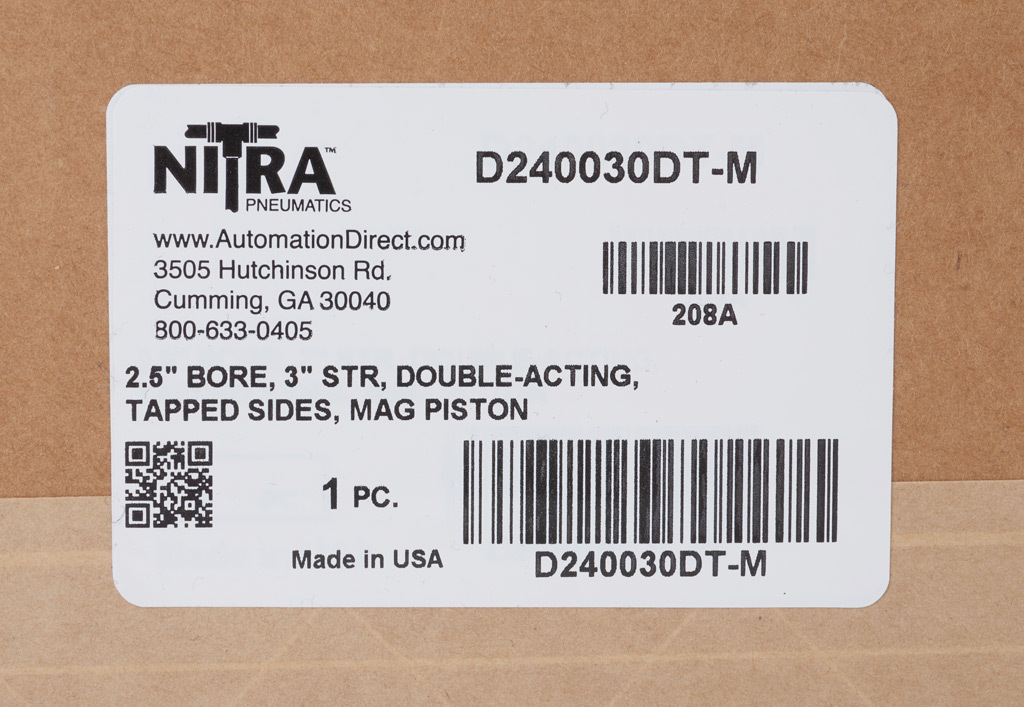 NITRA™
PNEUMATICS
D240030DT-M
www.AutomationDirect.com
3505 Hutchinson Rd.
Cumming, GA 30040
800-633-0405
208A
2.5" BORE, 3" STR, DOUBLE-ACTING,
TAPPED SIDES, MAG PISTON
1 PC.
Made in USA
D240030DT-M